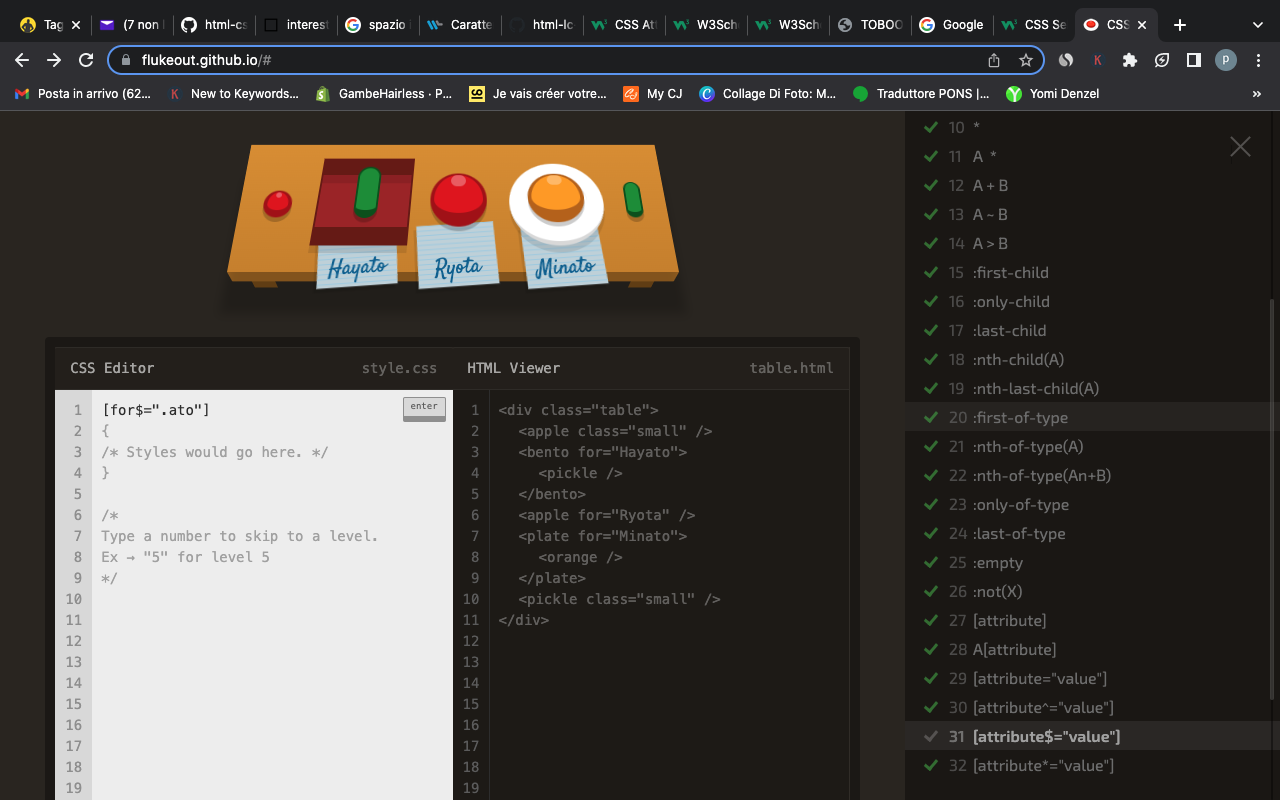 Tag
(7 non
html-cs
interest
spazio
Caratte
html-lc
CSS At
W3Sch
W3Sch
TOBOO
Google
CSS Se
CSS
flukeout.github.io/#
K
P
Posta in arrivo (62...
K New to Keywords...
GambeHairless · P...
Je vais créer votre...
My CJ
Collage Di Foto: M...
Traduttore PONS |...
Yomi Denzel
»
Hayato
Ryota
Minato
CSS Editor
style.css
HTML Viewer
table.html
1 [for$=".ato"]
enter
2 {
3 /* Styles would go here. */
4 }
5
6 /*
7 Type a number to skip to a level.
8 Ex → "5" for level 5
9 */
10
11
12
13
14
15
16
17
18
19
1 <div class="table">
2 <apple class="small" />
3 <bento for="Hayato">
4 <pickle />
5 </bento>
6 <apple for="Ryota" />
7 <plate for="Minato">
8 <orange />
9 </plate>
10 <pickle class="small" />
11 </div>
12
13
14
15
16
17
18
19
10 *
11 A *
12 A + B
13 A ~ B
14 A > B
15 :first-child
16 :only-child
17 :last-child
18 :nth-child(A)
19 :nth-last-child(A)
20 :first-of-type
21 :nth-of-type(A)
22 :nth-of-type(An+B)
23 :only-of-type
24 :last-of-type
25 :empty
26 :not(X)
27 [attribute]
28 A[attribute]
29 [attribute="value"]
30 [attribute^="value"]
31 [attribute$="value"]
32 [attribute*="value"]